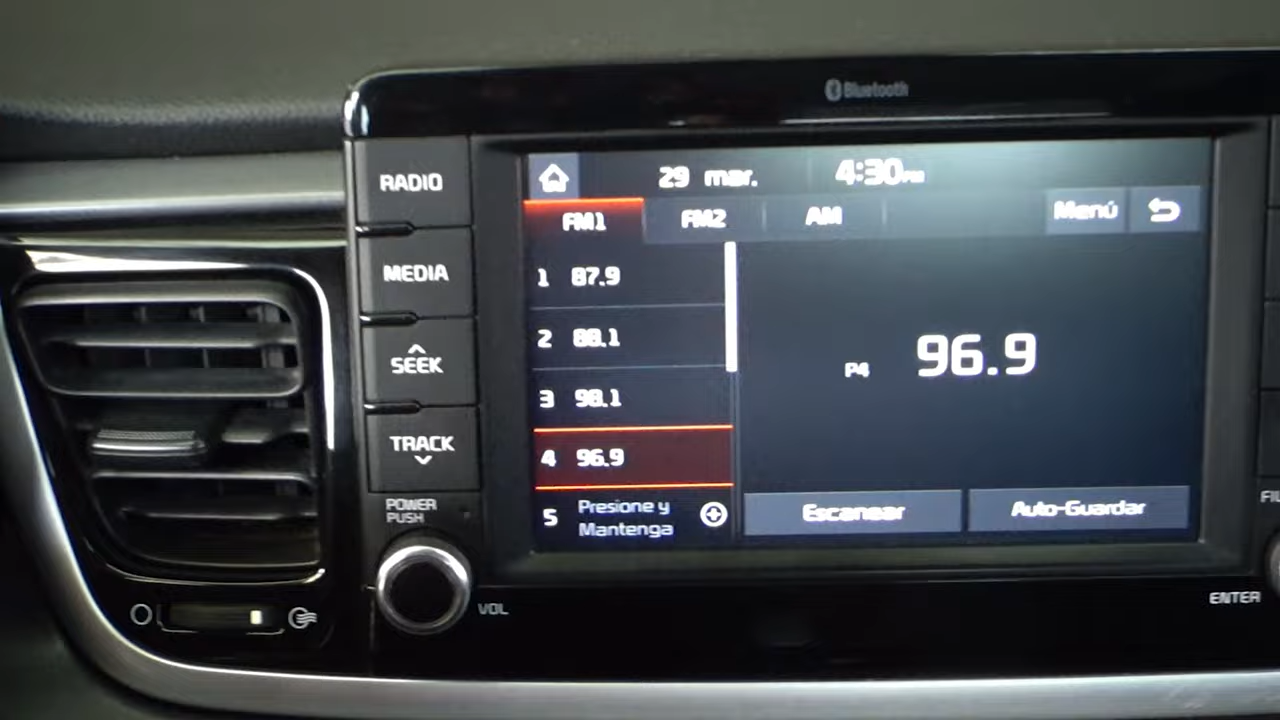 Bluetooth
RADIO
29 mar. 4:30PM
FM1 FM2 AM Menú
MEDIA
1 87.9
2 88.1
SEEK
3 98.1
P4 96.9
TRACK
4 96.9
POWER
PUSH
5 Presione y
Mantenga
Escanear Auto-Guardar
VOL
ENTER